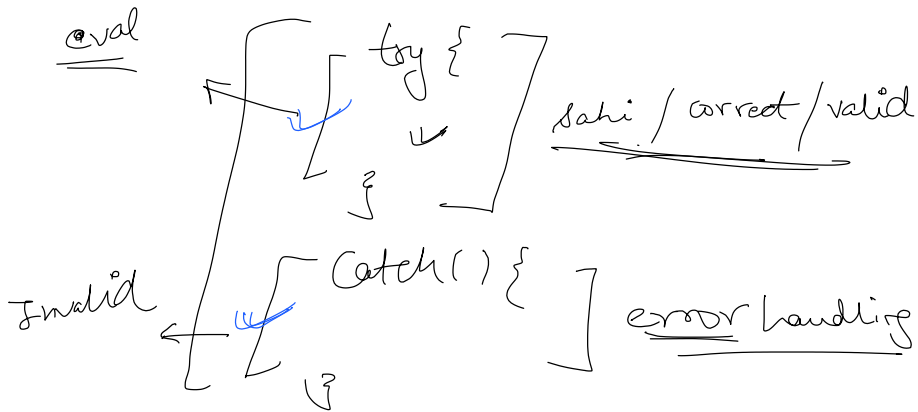 eval
try {
sahi / correct / valid
}
Catch() {
Invalid
error handling
}